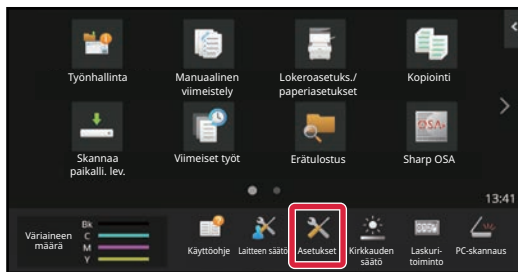 Työnhallinta
Manuaalinen
viimeistely
Lokeroasetuks./
paperiasetukset
Kopiointi
Skannaa
paikalli. lev.
Viimeiset työt
Erätulostus
OSA
Sharp OSA
13:41
Väriaineen
määrä
Bk
C
M
Y
Käyttöohje
Laitteen säätö
Asetukset
Kirkkauden
säätö
Laskuri-
toiminto
PC-skannaus